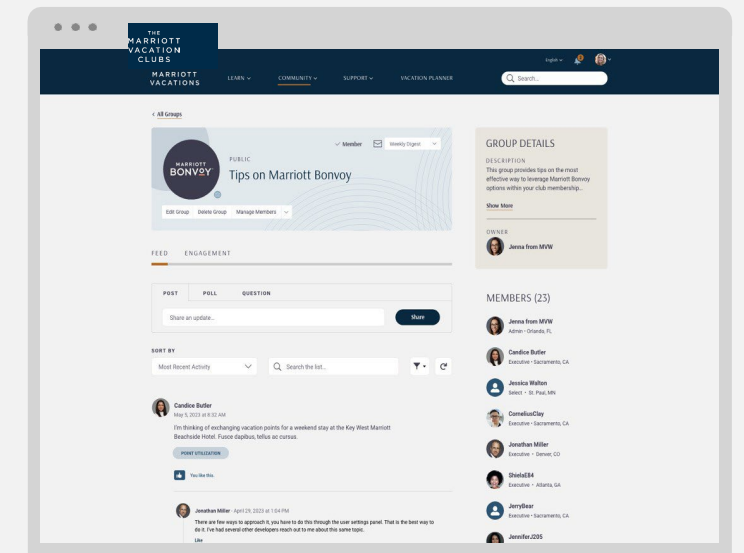 THE
MARRIOTT
VACATION
CLUBS
English
MARRIOTT
VACATIONS
LEARN
COMMUNITY
SUPPORT
VACATION PLANNER
Search...
< All Groups
Member
Weekly Digest
MARRIOTT
BONVOY
PUBLIC
Tips on Marriott Bonvoy
Edit Group Delete Group Manage Members
GROUP DETAILS
DESCRIPTION
This group provides tips on the most
effective way to leverage Marriott Bonvoy
options within your club membership...
Show More
OWNER
Jenna from MVW
FEED ENGAGEMENT
POST POLL QUESTION
Share an update...
Share
SORT BY
Most Recent Activity
Search the list...
Candice Butler
May 5, 2023 at 8:32 AM
I'm thinking of exchanging vacation points for a weekend stay at the Key West Marriott
Beachside Hotel. Fusce dapibus, tellus ac cursus.
POINT UTILIZATION
You like this.
Jonathan Miller - April 29, 2023 at 1:04 PM
There are few ways to approach it, you have to do this through the user settings panel. That is the best way to
do it. I've had several other developers reach out to me about this same topic.
Like
MEMBERS (23)
Jenna from MVW
Admin • Orlando, FL
Candice Butler
Executive • Sacramento, CA
Jessica Walton
Select • St. Paul, MN
CorneliusClay
Executive • Sacramento, CA
Jonathan Miller
Executive • Denver, CO
ShielaE84
Executive • Atlanta, GA
JerryBear
Executive • Sacramento, CA
JenniferJ205